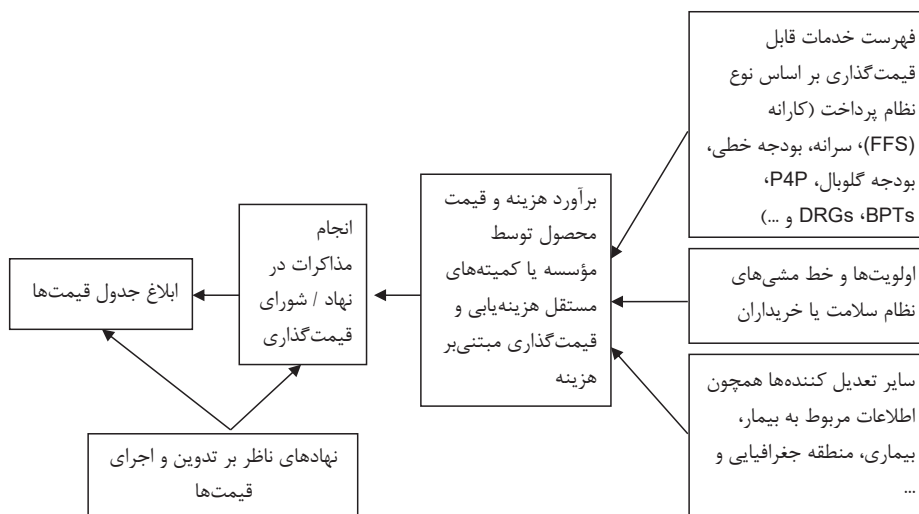 فهرست خدمات قابل
قیمت‌گذاری بر اساس نوع
نظام پرداخت (کارانه
(FFS)، سرانه، بودجه خطی،
بودجه گلوبال، P4P،
DRGs ،BPTs و ...)
اولویت‌ها و خط مشی‌های
نظام سلامت یا خریداران
سایر تعدیل کننده‌ها همچون
اطلاعات مربوط به بیمار،
بیماری، منطقه جغرافیایی و
...
برآورد هزینه و قیمت
محصول توسط
مؤسسه یا کمیته‌های
مستقل هزینه‌یابی و
قیمت‌گذاری مبتنی‌بر
هزینه
انجام
مذاکرات در
نهاد / شورای
قیمت‌گذاری
ابلاغ جدول قیمت‌ها
نهادهای ناظر بر تدوین و اجرای
قیمت‌ها